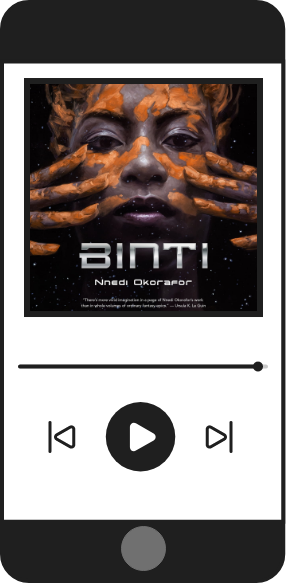 BINTI
Nnedi Okorafor
"There's more vivid imagination in a page of Nnedi Okorafor's work
than in whole volumes of ordinary fantasy epics." — Ursula K. Le Guin